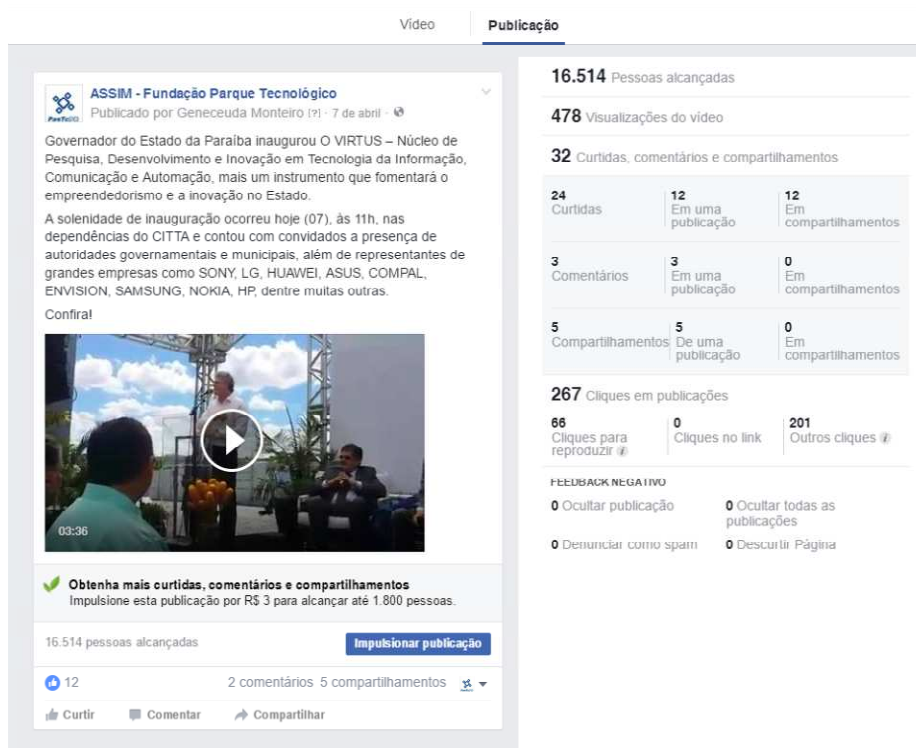 Vídeo
Publicação
ASSIM - Fundação Parque Tecnológico
Publicado por Geneceuda Monteiro [?] · 7 de abril ·
Governador do Estado da Paraíba inaugurou O VIRTUS – Núcleo de
Pesquisa, Desenvolvimento e Inovação em Tecnologia da Informação,
Comunicação e Automação, mais um instrumento que fomentará o
empreendedorismo e a inovação no Estado.
A solenidade de inauguração ocorreu hoje (07), às 11h, nas
dependências do CITTA e contou com convidados a presença de
autoridades governamentais e municipais, além de representantes de
grandes empresas como SONY, LG, HUAWEI, ASUS, COMPAL,
ENVISION, SAMSUNG, NOKIA, HP, dentre muitas outras.
Confira!
03:36
Obtenha mais curtidas, comentários e compartilhamentos
Impulsione esta publicação por R$ 3 para alcançar até 1.800 pessoas.
16.514 pessoas alcançadas
Impulsionar publicação
12
2 comentários 5 compartilhamentos
Curtir
Comentar
Compartilhar
16.514 Pessoas alcançadas
478 Visualizações do vídeo
32 Curtidas, comentários e compartilhamentos
24
Curtidas
12
Em uma
publicação
12
Em
compartilhamentos
3
Comentários
3
Em uma
publicação
0
Em
compartilhamentos
5
Compartilhamentos
5
De uma
publicação
0
Em
compartilhamentos
267 Cliques em publicações
66
Cliques para
reproduzir
0
Cliques no link
201
Outros cliques
FEEDBACK NEGATIVO
0 Ocultar publicação
0 Ocultar todas as
publicações
0 Denunciar como spam
0 Descurtir Página